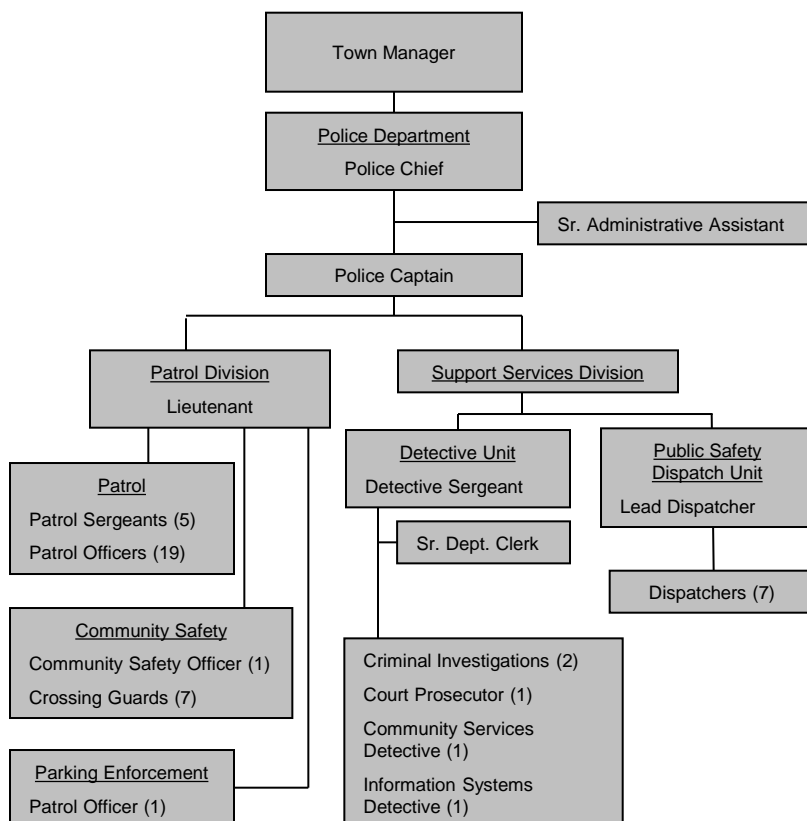 Town Manager
Police Department
Police Chief
Sr. Administrative Assistant
Police Captain
Patrol Division
Lieutenant
Support Services Division
Patrol
Patrol Sergeants (5)
Patrol Officers (19)
Detective Unit
Detective Sergeant
Public Safety
Dispatch Unit
Lead Dispatcher
Sr. Dept. Clerk
Dispatchers (7)
Community Safety
Community Safety Officer (1)
Crossing Guards (7)
Criminal Investigations (2)
Court Prosecutor (1)
Community Services
Detective (1)
Information Systems
Detective (1)
Parking Enforcement
Patrol Officer (1)